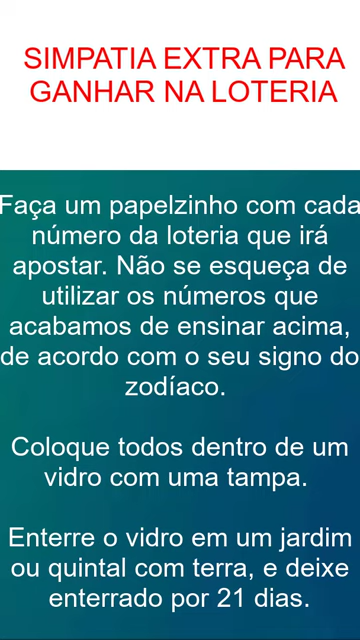 SIMPATIA EXTRA PARA
GANHAR NA LOTERIA
Faça um papelzinho com cada
número da loteria que irá
apostar. Não se esqueça de
utilizar os números que
acabamos de ensinar acima,
de acordo com o seu signo do
zodíaco.
Coloque todos dentro de um
vidro com uma tampa.
Enterre o vidro em um jardim
ou quintal com terra, e deixe
enterrado por 21 dias.